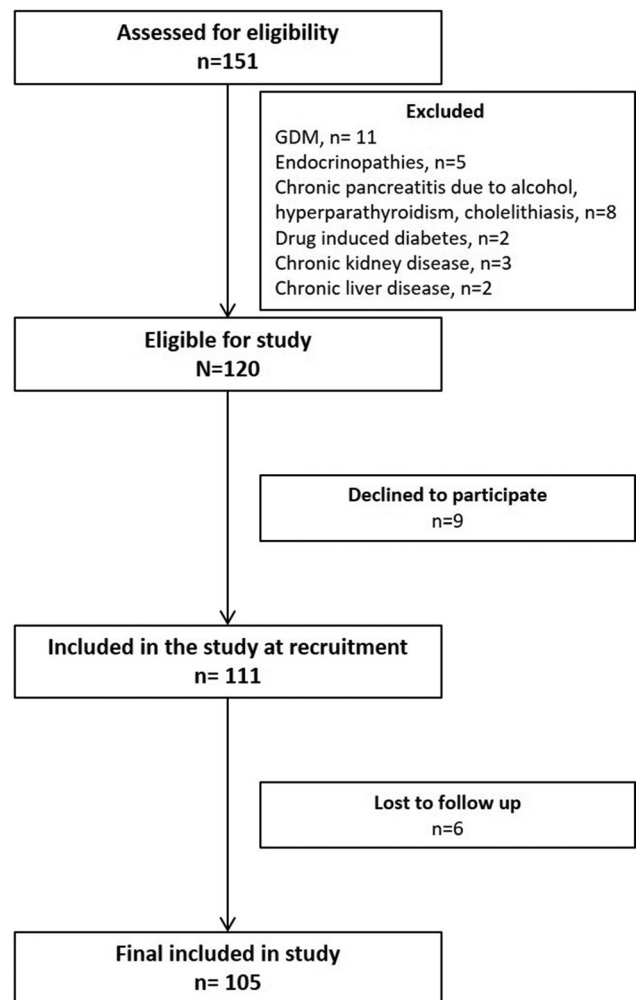 Assessed for eligibility
n=151
Excluded
GDM, n= 11
Endocrinopathies, n=5
Chronic pancreatitis due to alcohol,
hyperparathyroidism, cholelithiasis, n=8
Drug induced diabetes, n=2
Chronic kidney disease, n=3
Chronic liver disease, n=2
Eligible for study
N=120
Declined to participate
n=9
Included in the study at recruitment
n= 111
Lost to follow up
n=6
Final included in study
n= 105